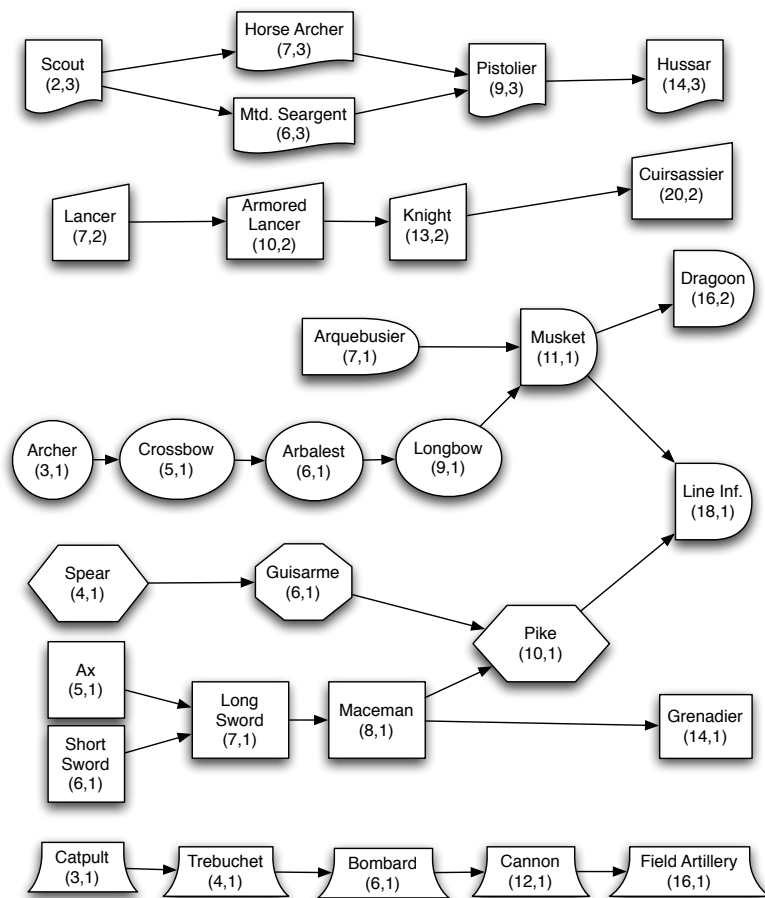 Scout
(2,3)
Horse Archer
(7,3)
Mtd. Seargent
(6,3)
Pistolier
(9,3)
Hussar
(14,3)
Lancer
(7,2)
Armored
Lancer
(10,2)
Knight
(13,2)
Cuirsassier
(20,2)
Dragoon
(16,2)
Arquebusier
(7,1)
Musket
(11,1)
Archer
(3,1)
Crossbow
(5,1)
Arbalest
(6,1)
Longbow
(9,1)
Line Inf.
(18,1)
Spear
(4,1)
Guisarme
(6,1)
Pike
(10,1)
Ax
(5,1)
Short
Sword
(6,1)
Long
Sword
(7,1)
Maceman
(8,1)
Grenadier
(14,1)
Catpult
(3,1)
Trebuchet
(4,1)
Bombard
(6,1)
Cannon
(12,1)
Field Artillery
(16,1)